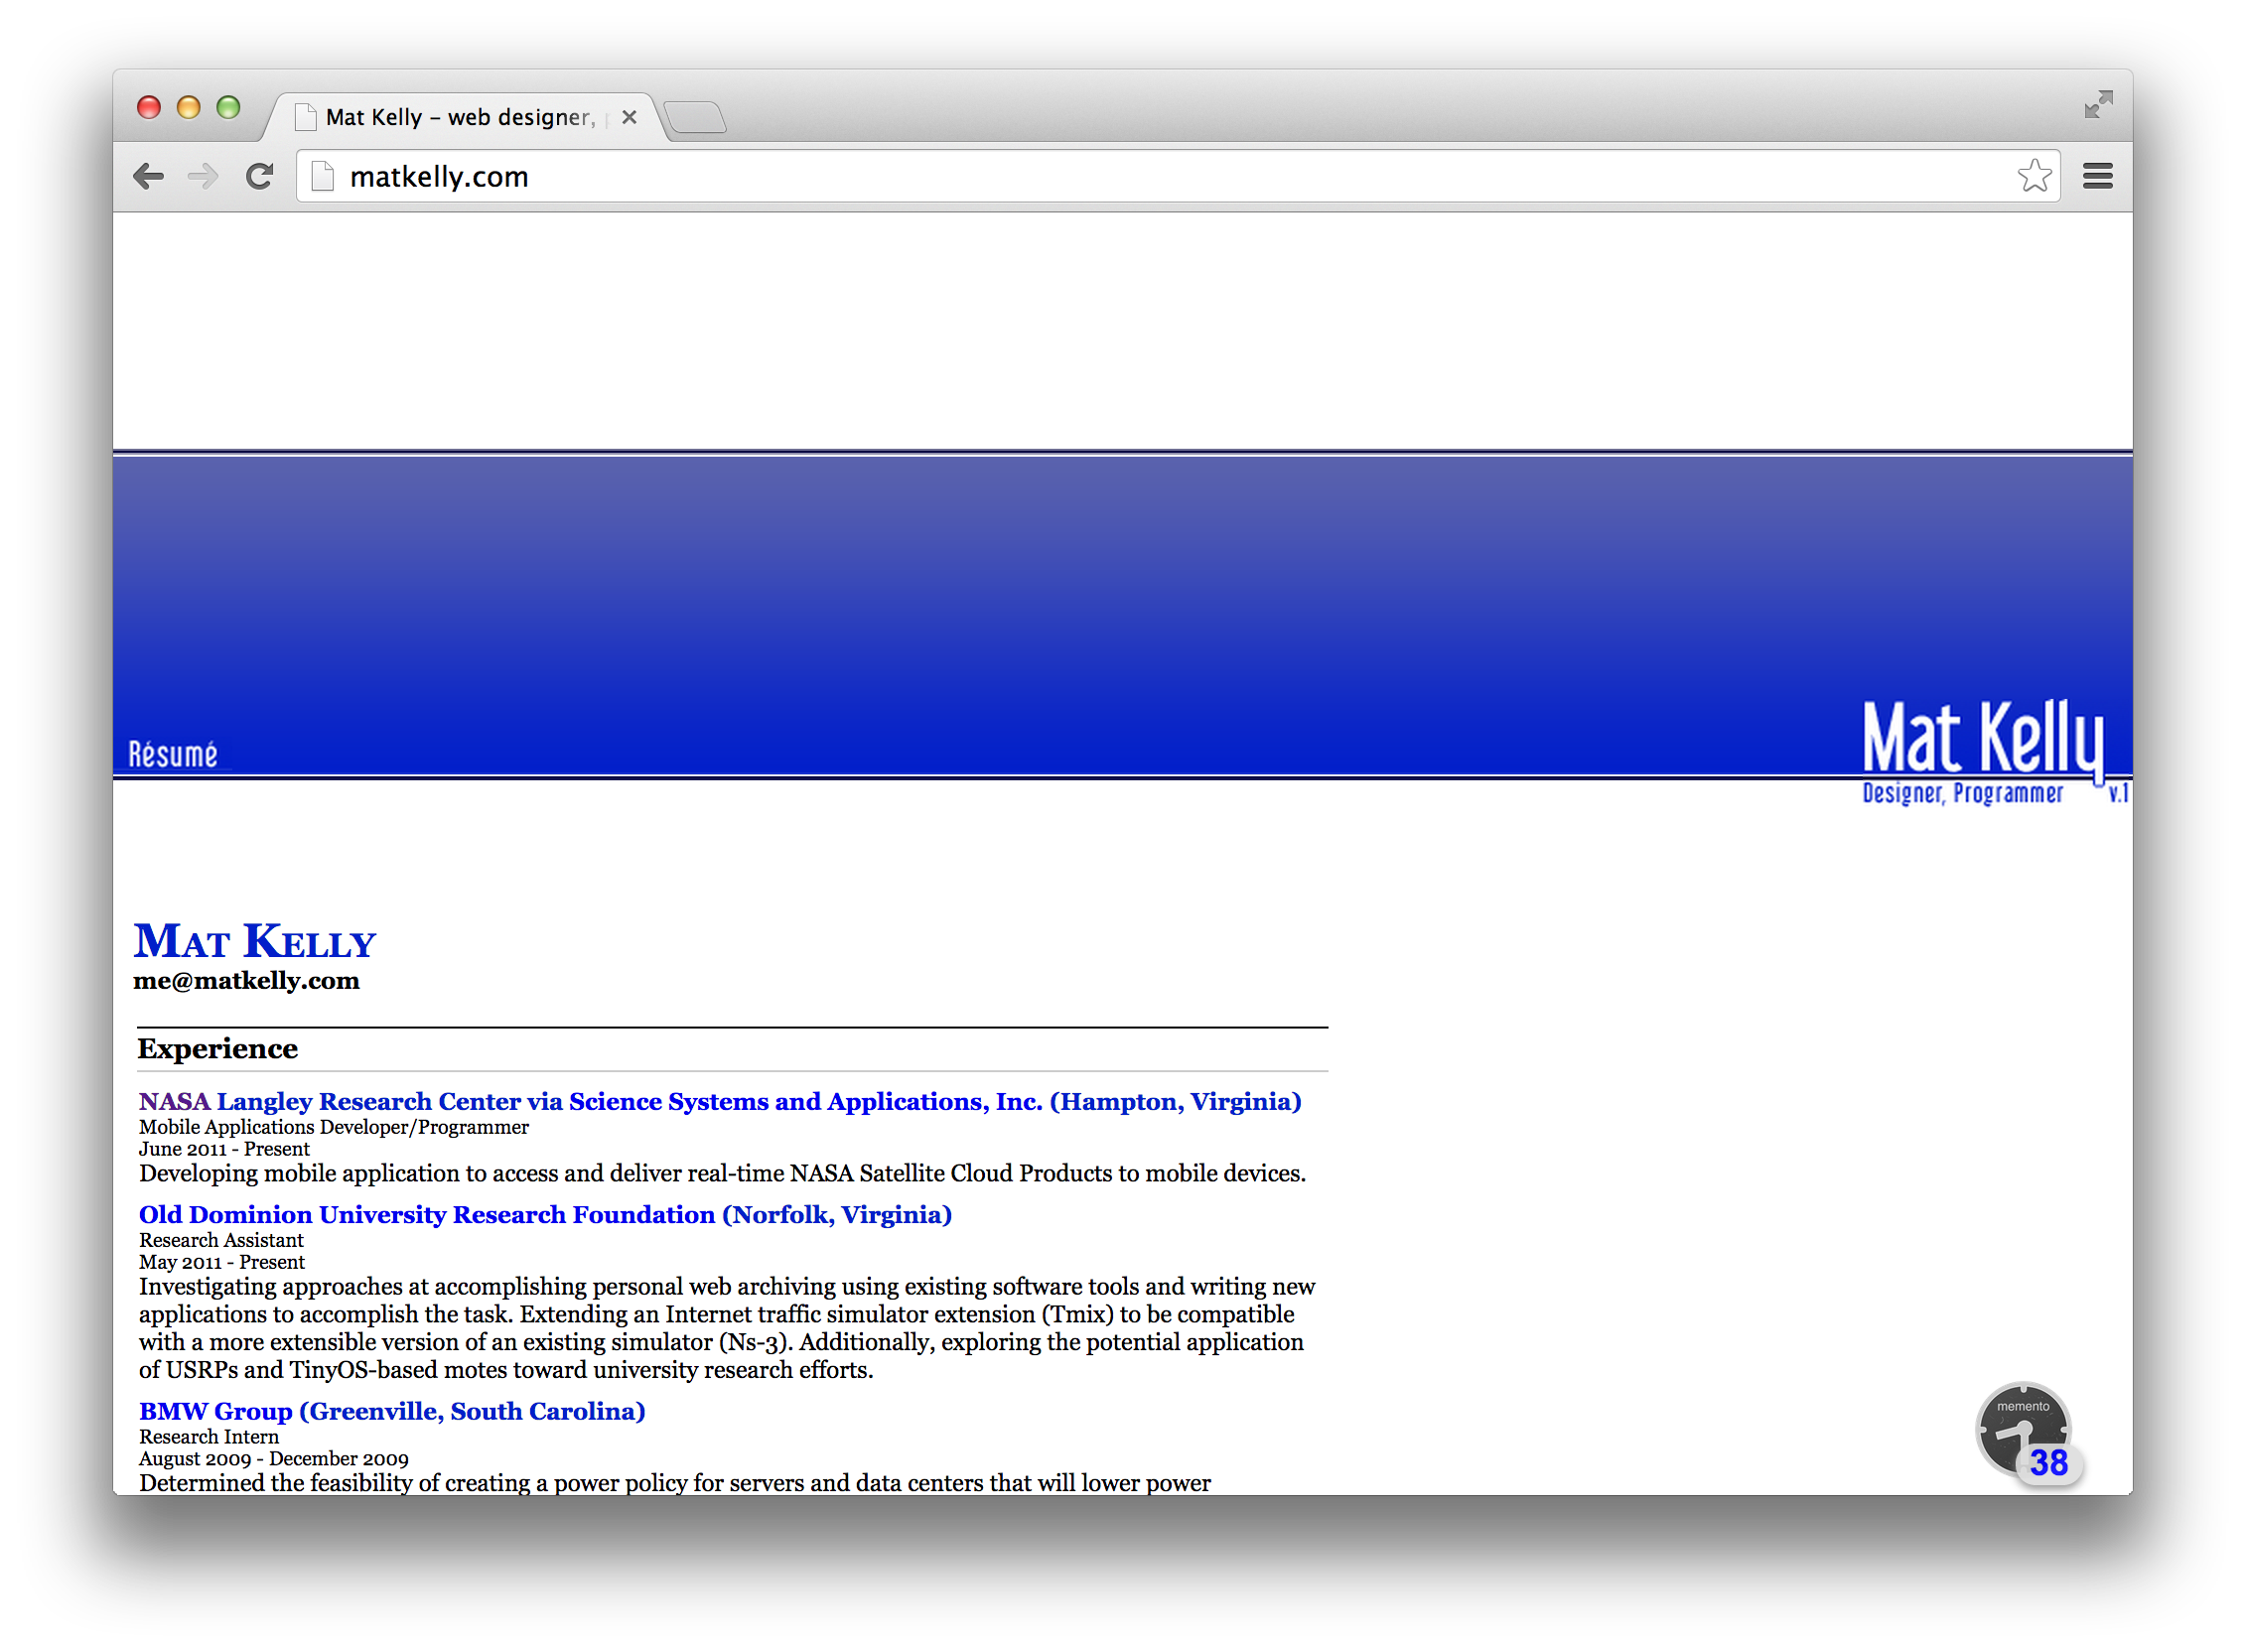 Mat Kelly – web designer,
matkelly.com
Résumé
Mat Kelly
Designer, Programmer v.1
Mat Kelly
me@matkelly.com
Experience
NASA Langley Research Center via Science Systems and Applications, Inc. (Hampton, Virginia)
Mobile Applications Developer/Programmer
June 2011 - Present
Developing mobile application to access and deliver real-time NASA Satellite Cloud Products to mobile devices.
Old Dominion University Research Foundation (Norfolk, Virginia)
Research Assistant
May 2011 - Present
Investigating approaches at accomplishing personal web archiving using existing software tools and writing new
applications to accomplish the task. Extending an Internet traffic simulator extension (Tmix) to be compatible
with a more extensible version of an existing simulator (Ns-3). Additionally, exploring the potential application
of USRPs and TinyOS-based motes toward university research efforts.
BMW Group (Greenville, South Carolina)
Research Intern
August 2009 - December 2009
Determined the feasibility of creating a power policy for servers and data centers that will lower power
memento
38